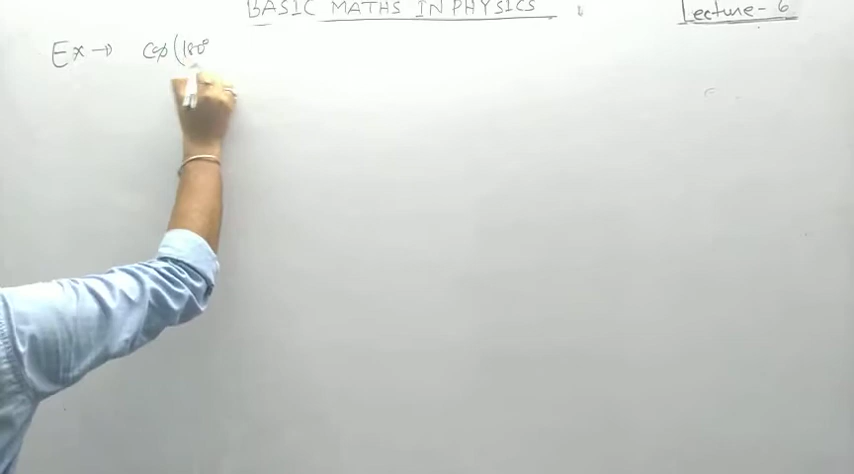 BASIC MATHS IN PHYSICS
Lecture-6
Ex → Cos(180°